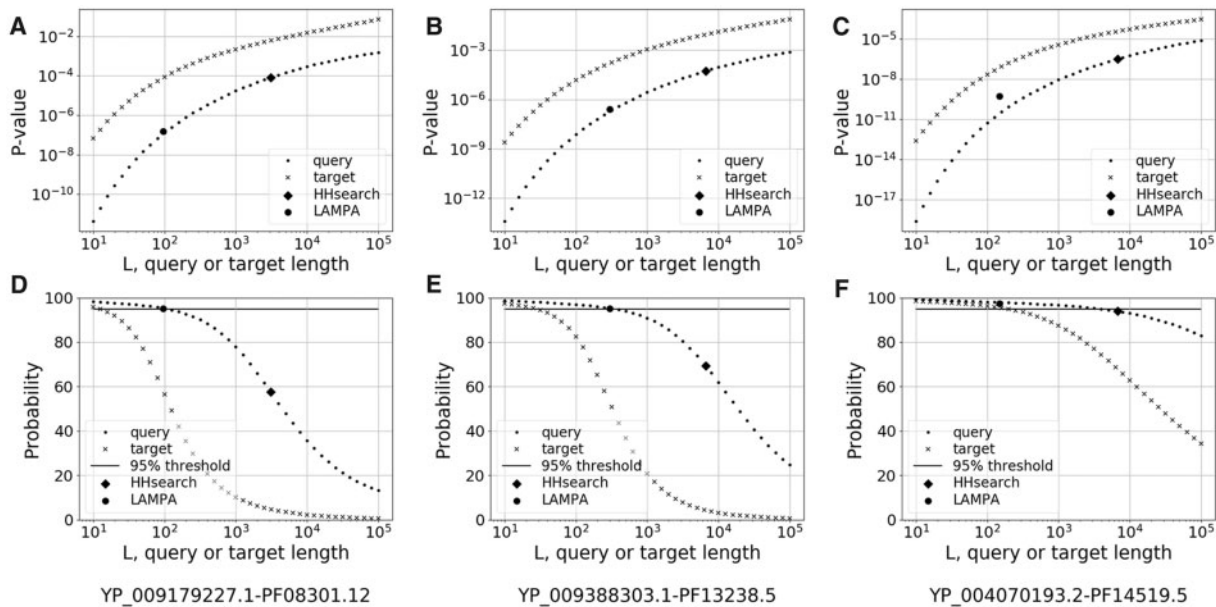 A
P-value
10^-2
10^-4
10^-6
10^-8
10^-10
query
target
HHsearch
LAMPA
10^1
10^2
10^3
10^4
10^5
L, query or target length
B
P-value
10^-3
10^-6
10^-9
10^-12
query
target
HHsearch
LAMPA
10^1
10^2
10^3
10^4
10^5
L, query or target length
C
P-value
10^-5
10^-8
10^-11
10^-14
10^-17
query
target
HHsearch
LAMPA
10^1
10^2
10^3
10^4
10^5
L, query or target length
D
Probability
100
80
60
40
20
0
query
target
95% threshold
HHsearch
LAMPA
10^1
10^2
10^3
10^4
10^5
L, query or target length
E
Probability
100
80
60
40
20
0
query
target
95% threshold
HHsearch
LAMPA
10^1
10^2
10^3
10^4
10^5
L, query or target length
F
Probability
100
80
60
40
20
0
query
target
95% threshold
HHsearch
LAMPA
10^1
10^2
10^3
10^4
10^5
L, query or target length
YP_009179227.1-PF08301.12
YP_009388303.1-PF13238.5
YP_004070193.2-PF14519.5